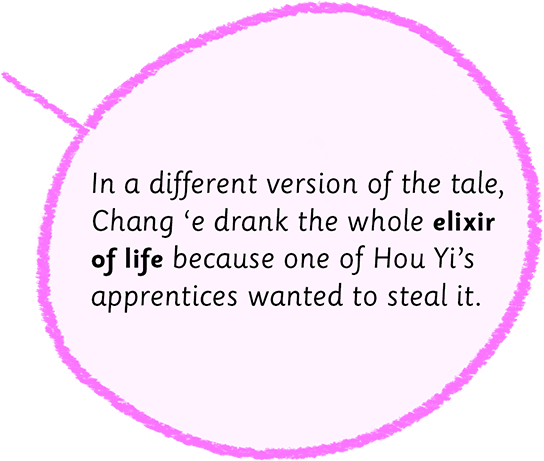 In a different version of the tale,
Chang ‘e drank the whole elixir
of life because one of Hou Yi’s
apprentices wanted to steal it.